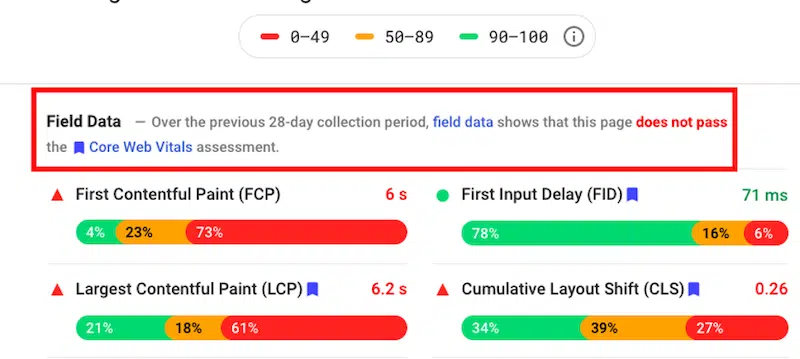 0–49 50–89 90–100
Field Data — Over the previous 28-day collection period, field data shows that this page does not pass
the Core Web Vitals assessment.
First Contentful Paint (FCP) 6 s
4% 23% 73%
First Input Delay (FID) 71 ms
78% 16% 6%
Largest Contentful Paint (LCP) 6.2 s
21% 18% 61%
Cumulative Layout Shift (CLS) 0.26
34% 39% 27%